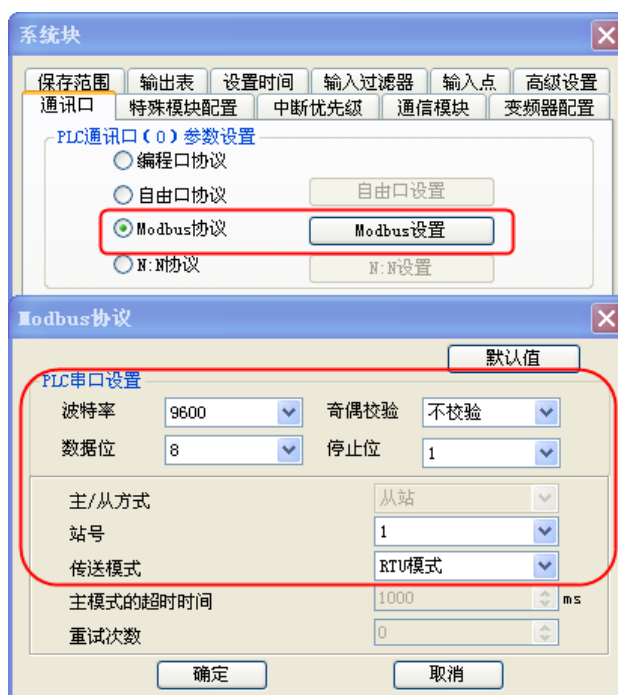 系统块
保存范围 输出表 设置时间 输入过滤器 输入点 高级设置
通讯口 特殊模块配置 中断优先级 通信模块 变频器配置
PLC通讯口(0)参数设置
编程口协议
自由口协议 自由口设置
Modbus协议 Modbus设置
N:N协议 N:N设置
Modbus协议
默认值
PLC串口设置
波特率 9600 奇偶校验 不校验
数据位 8 停止位 1
主/从方式 从站
站号 1
传送模式 RTU模式
主模式的超时时间 1000 ms
重试次数 0
确定 取消